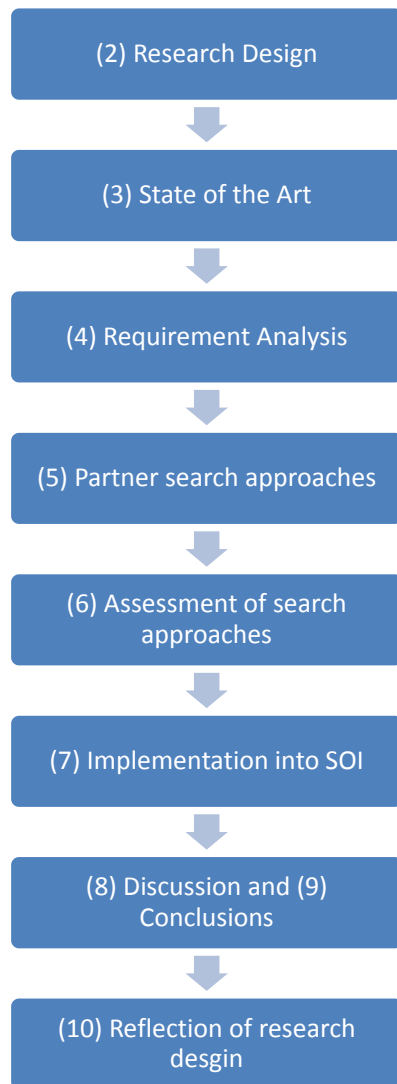 (2) Research Design
(3) State of the Art
(4) Requirement Analysis
(5) Partner search approaches
(6) Assessment of search
approaches
(7) Implementation into SOI
(8) Discussion and (9)
Conclusions
(10) Reflection of research
desgin